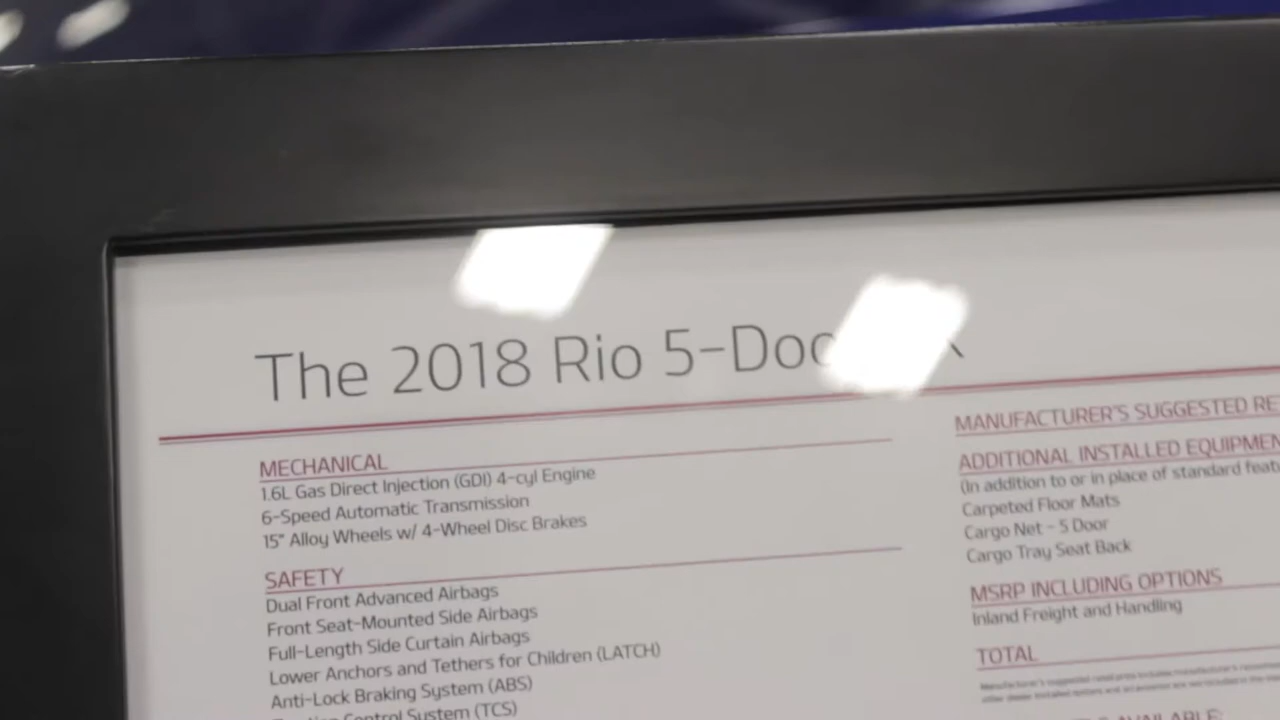 The 2018 Rio 5-Doo
MECHANICAL
1.6L Gas Direct Injection (GDI) 4-cyl Engine
6-Speed Automatic Transmission
15" Alloy Wheels w/ 4-Wheel Disc Brakes
SAFETY
Dual Front Advanced Airbags
Front Seat-Mounted Side Airbags
Full-Length Side Curtain Airbags
Lower Anchors and Tethers for Children (LATCH)
Anti-Lock Braking System (ABS)
Control System (TCS)
MANUFACTURER'S SUGGESTED RE
ADDITIONAL INSTALLED EQUIPMEN
(In addition to or in place of standard featu
Carpeted Floor Mats
Cargo Net - 5 Door
Cargo Tray Seat Back
MSRP INCLUDING OPTIONS
Inland Freight and Handling
TOTAL
AVAILABLE: